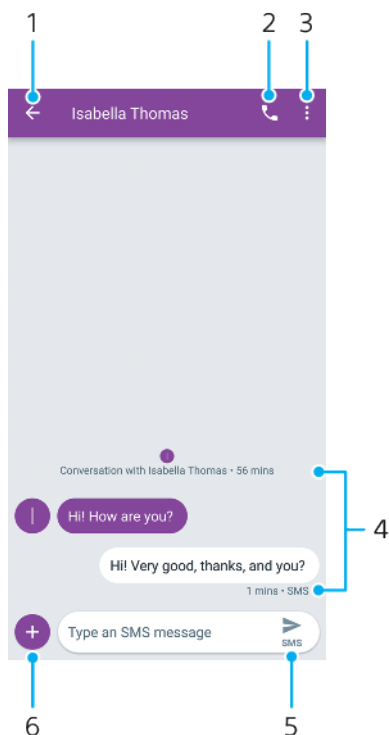 1 2 3
Isabella Thomas
Conversation with Isabella Thomas • 56 mins
I Hi! How are you?
Hi! Very good, thanks, and you?
1 mins • SMS
4
+ Type an SMS message
SMS
6 5